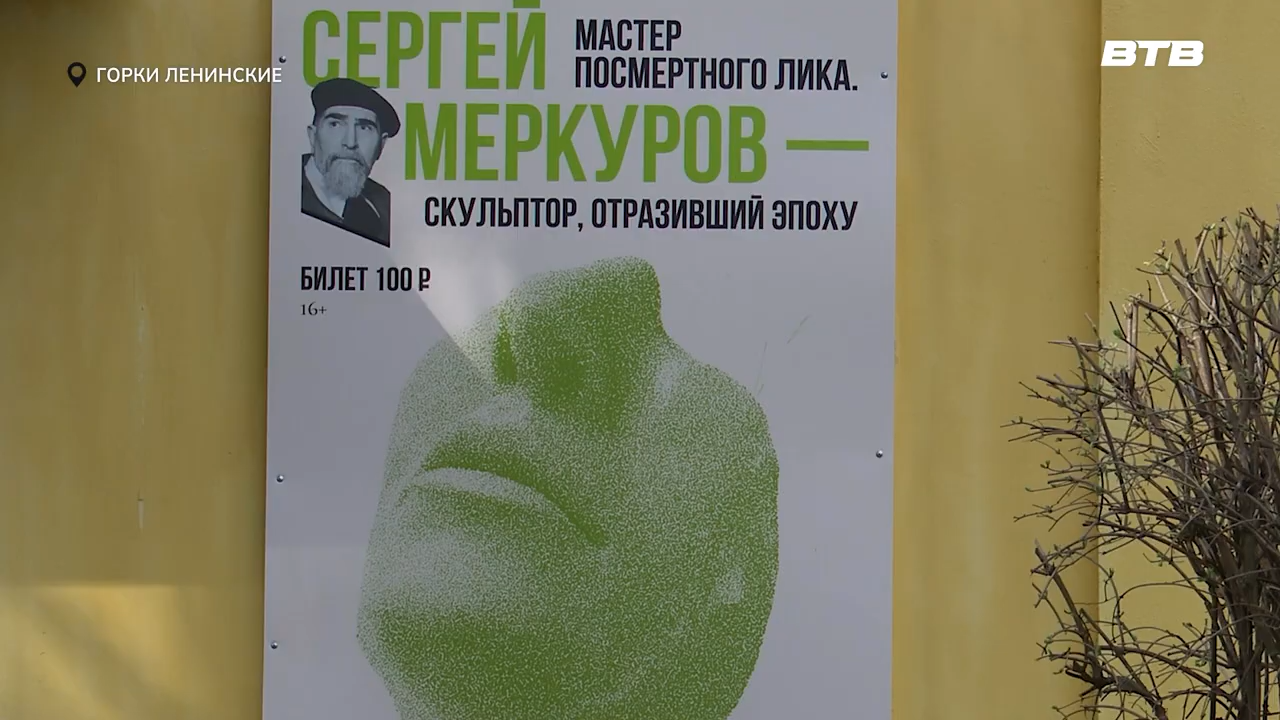 ГОРКИ ЛЕНИНСКИЕ
ВТВ
СЕРГЕЙ
МАСТЕР
ПОСМЕРТНОГО ЛИКА.
МЕРКУРОВ —
СКУЛЬПТОР, ОТРАЗИВШИЙ ЭПОХУ
БИЛЕТ 100 ₽
16+